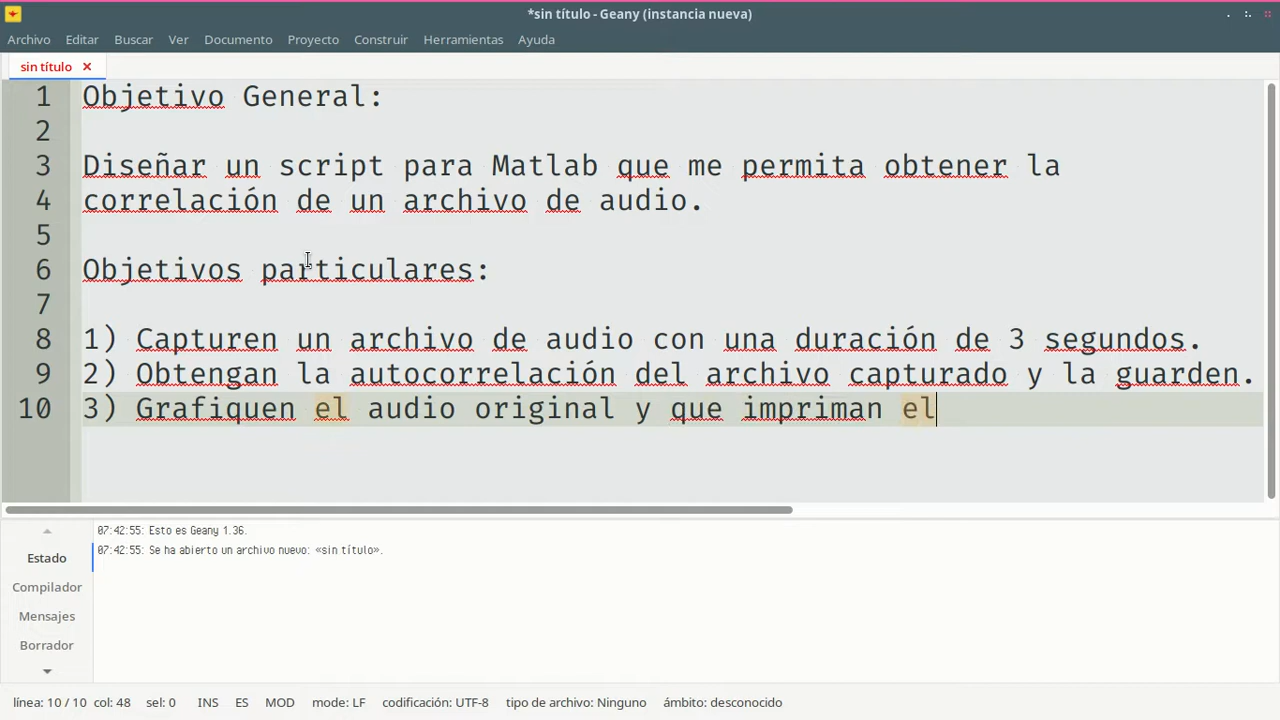 *sin título - Geany (instancia nueva)
Archivo Editar Buscar Ver Documento Proyecto Construir Herramientas Ayuda
sin título
1 Objetivo General:
2
3 Diseñar un script para Matlab que me permita obtener la
4 correlación de un archivo de audio.
5
6 Objetivos particulares:
7
8 1) Capturen un archivo de audio con una duración de 3 segundos.
9 2) Obtengan la autocorrelación del archivo capturado y la guarden.
10 3) Grafiquen el audio original y que impriman el
07:42:55: Esto es Geany 1.36.
07:42:55: Se ha abierto un archivo nuevo: «sin título».
Estado
Compilador
Mensajes
Borrador
línea: 10 / 10 col: 48 sel: 0 INS ES MOD mode: LF codificación: UTF-8 tipo de archivo: Ninguno ámbito: desconocido